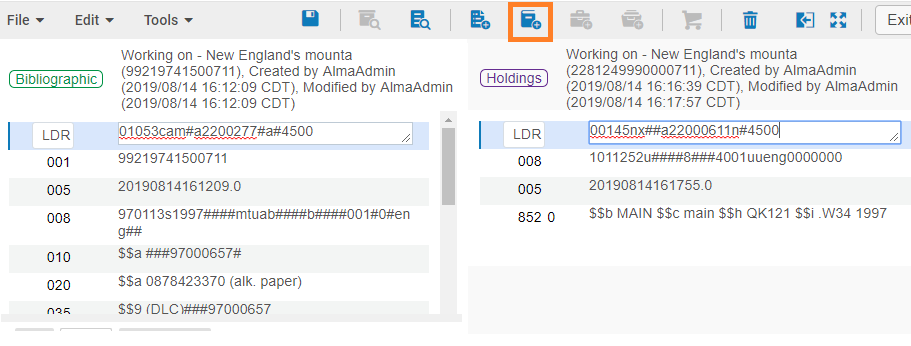 File Edit Tools Exit
Working on - New England's mounta
Bibliographic (99219741500711), Created by AlmaAdmin
(2019/08/14 16:12:09 CDT), Modified by AlmaAdmin
(2019/08/14 16:12:09 CDT)
LDR 01053cam#a2200277#a#4500
001 99219741500711
005 20190814161209.0
008 970113s1997####mtuab####b####001#0#en
g##
010 $$a ###97000657#
020 $$a 0878423370 (alk. paper)
035 $$9 (DLC)###97000657
Working on - New England's mounta
Holdings (2281249990000711), Created by AlmaAdmin
(2019/08/14 16:16:39 CDT), Modified by AlmaAdmin
(2019/08/14 16:17:57 CDT)
LDR 00145nx##a22000611n#4500
008 1011252u####8###4001uueng0000000
005 20190814161755.0
852 0 $$b MAIN $$c main $$h QK121 $$i .W34 1997